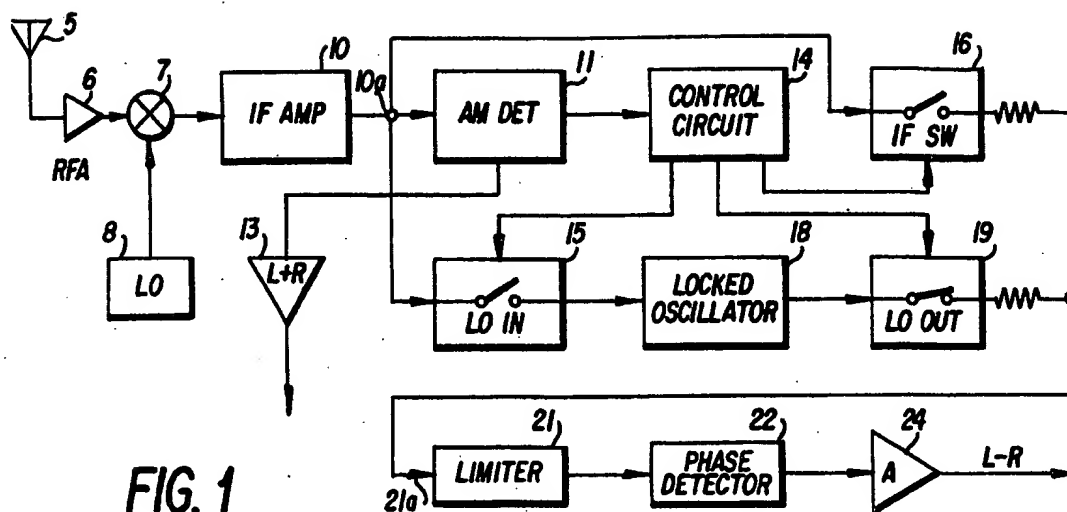 5
6
7
10
10a
11
14
16
IF AMP
AM DET
CONTROL
CIRCUIT
IF SW
RFA
8
LO
13
L+R
15
LO IN
18
LOCKED
OSCILLATOR
19
LO OUT
21
LIMITER
21a
22
PHASE
DETECTOR
24
A
L-R
FIG. 1